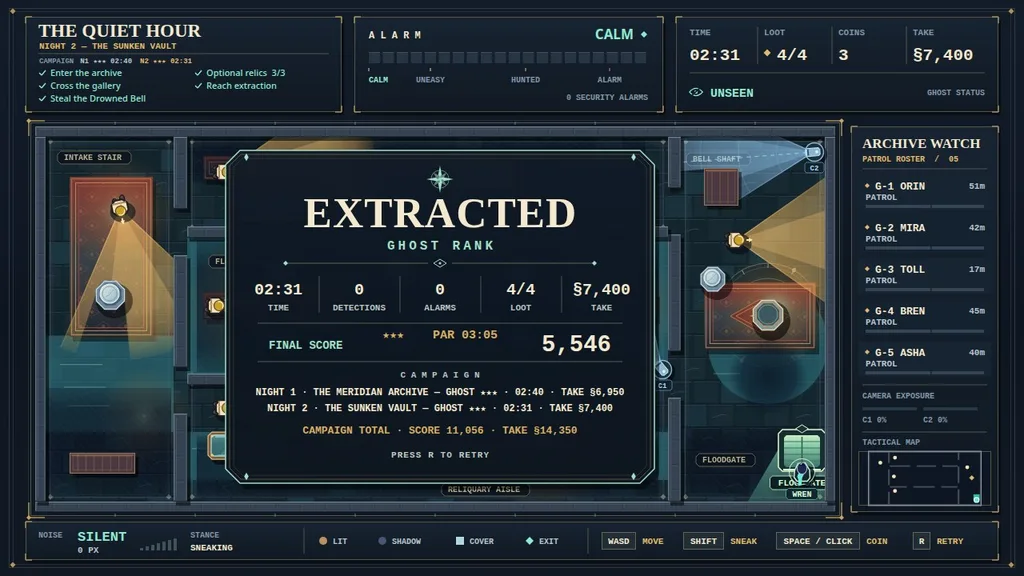 THE QUIET HOUR
NIGHT 2 — THE SUNKEN VAULT
CAMPAIGN N1 ★★★ 02:40 N2 ★★★ 02:31
✓ Enter the archive
✓ Optional relics 3/3
✓ Cross the gallery
✓ Reach extraction
✓ Steal the Drowned Bell
ALARM
CALM ◆
CALM UNEASY HUNTED ALARM
0 SECURITY ALARMS
TIME LOOT COINS TAKE
02:31 ◆ 4/4 3 §7,400
UNSEEN
GHOST STATUS
INTAKE STAIR
BELL SHAFT
C2
EXTRACTED
GHOST RANK
02:31 0 0 4/4 §7,400
TIME DETECTIONS ALARMS LOOT TAKE
FINAL SCORE ★★★ PAR 03:05 5,546
CAMPAIGN
NIGHT 1 · THE MERIDIAN ARCHIVE — GHOST ★★★ · 02:40 · TAKE §6,950
NIGHT 2 · THE SUNKEN VAULT — GHOST ★★★ · 02:31 · TAKE §7,400
CAMPAIGN TOTAL · SCORE 11,056 · TAKE §14,350
PRESS R TO RETRY
FL
C1
FLOODGATE
WREN
RELIQUARY AISLE
ARCHIVE WATCH
PATROL ROSTER / 05
◆ G-1 ORIN 51m
PATROL
◆ G-2 MIRA 42m
PATROL
◆ G-3 TOLL 17m
PATROL
◆ G-4 BREN 45m
PATROL
◆ G-5 ASHA 40m
PATROL
CAMERA EXPOSURE
C1 0% C2 0%
TACTICAL MAP
NOISE SILENT
0 PX
STANCE
SNEAKING
LIT SHADOW COVER EXIT
WASD MOVE SHIFT SNEAK SPACE / CLICK COIN R RETRY